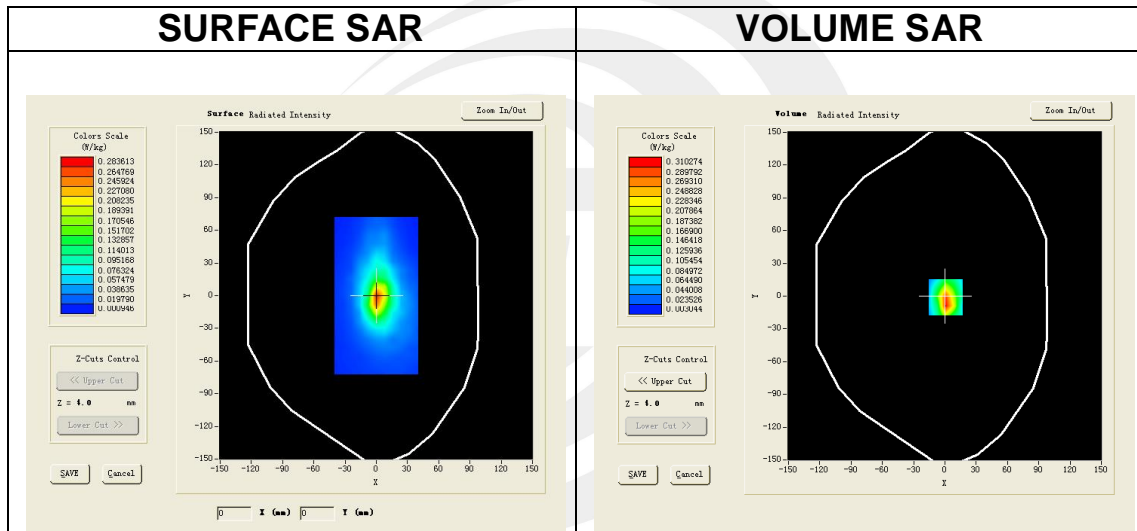 SURFACE SAR
VOLUME SAR
Surface Radiated Intensity
Zoom In/Out
Colors Scale
(W/kg)
0.283613
0.264769
0.245924
0.227080
0.208235
0.189391
0.170546
0.151702
0.132857
0.114013
0.095168
0.076324
0.057479
0.038635
0.019790
0.000946
Z-Cuts Control
<< Upper Cut
Z = 4.0 mm
Lower Cut >>
SAVE Cancel
150
120
90
60
30
0
-30
-60
-90
-120
-150
Y
-150 -120 -90 -60 -30 0 30 60 90 120 150
X
0 X (mm) 0 Y (mm)
Volume Radiated Intensity
Zoom In/Out
Colors Scale
(W/kg)
0.310274
0.289792
0.269310
0.248828
0.228346
0.207864
0.187382
0.166900
0.146418
0.125936
0.105454
0.084972
0.064490
0.044008
0.023526
0.003044
Z-Cuts Control
<< Upper Cut
Z = 4.0 mm
Lower Cut >>
SAVE Cancel
150
120
90
60
30
0
-30
-60
-90
-120
-150
Y
-150 -120 -90 -60 -30 0 30 60 90 120 150
X